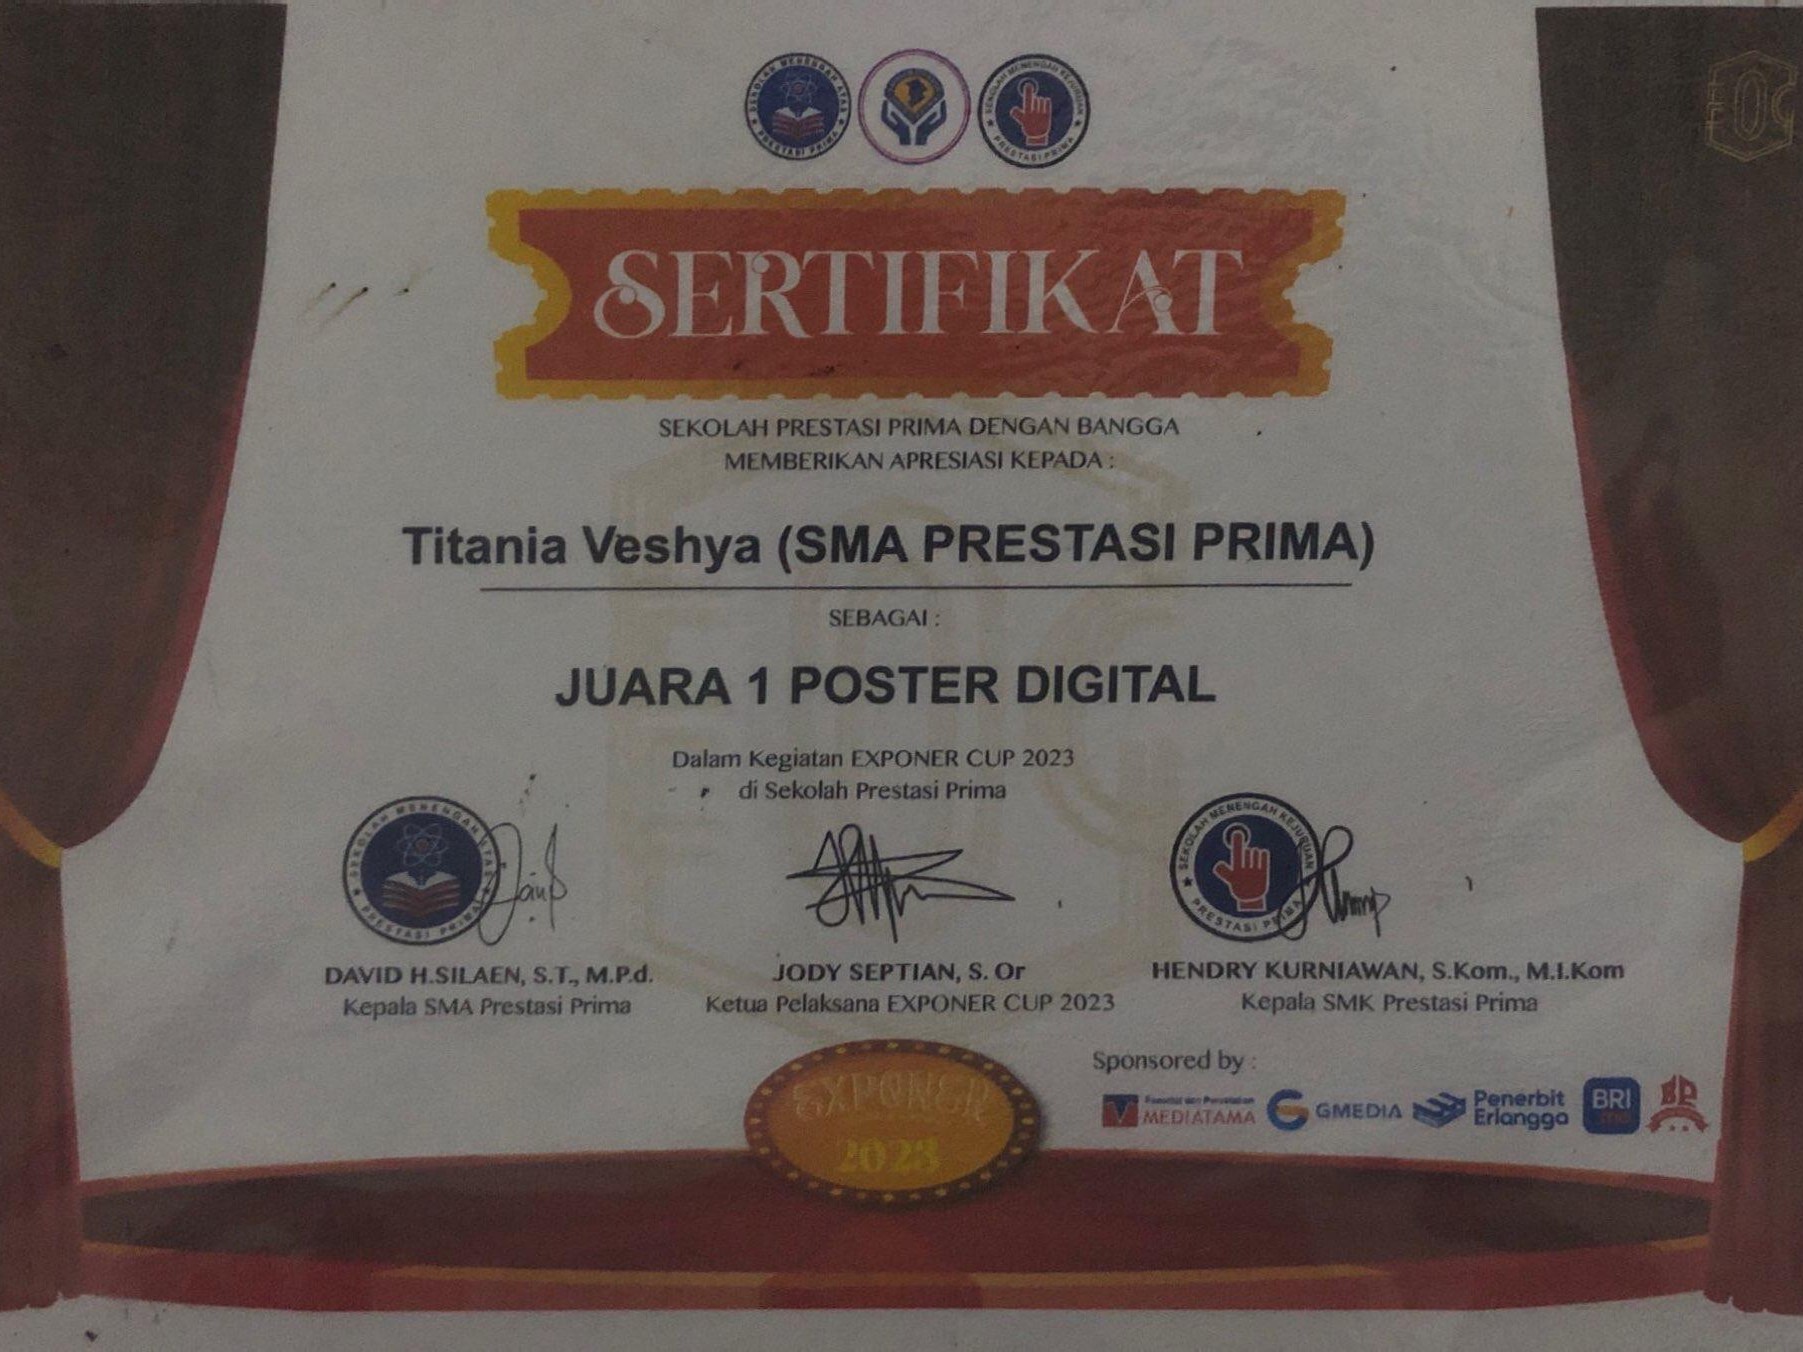 SEKOLAH MENENGAH ATAS
PRESTASI PRIMA
SEKOLAH MENENGAH KEJURUAN
PRESTASI PRIMA
EOC
SERTIFIKAT
SEKOLAH PRESTASI PRIMA DENGAN BANGGA
MEMBERIKAN APRESIASI KEPADA :
Titania Veshya (SMA PRESTASI PRIMA)
SEBAGAI :
JUARA 1 POSTER DIGITAL
Dalam Kegiatan EXPONER CUP 2023
di Sekolah Prestasi Prima
SEKOLAH MENENGAH ATAS
PRESTASI PRIMA
SEKOLAH MENENGAH KEJURUAN
PRESTASI PRIMA
DAVID H.SILAEN, S.T., M.P.d.
Kepala SMA Prestasi Prima
JODY SEPTIAN, S. Or
Ketua Pelaksana EXPONER CUP 2023
HENDRY KURNIAWAN, S.Kom., M.I.Kom
Kepala SMK Prestasi Prima
Sponsored by :
MEDIATAMA
GMEDIA
Penerbit
Erlangga
BRI
BP
EXPONER
2023